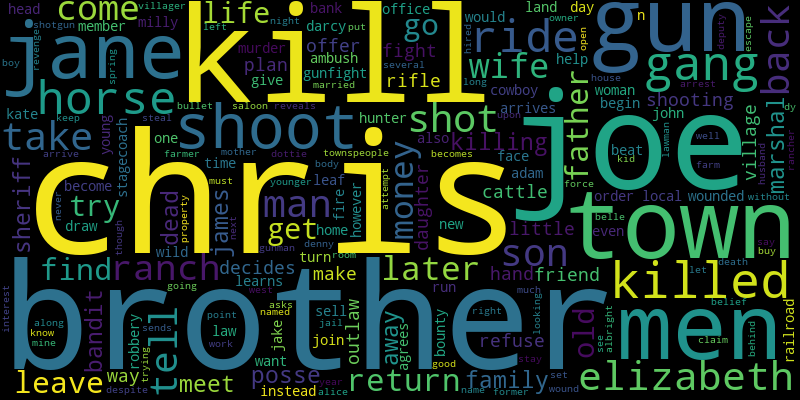 head
come
villager
milly
life
bank
darcy
put
office
go
would
land
day
n
owner
back
member
jane
kill
night
left
offer
ride
gun
open
escape
shotgun
revenge
spring
murder
plan
ambush
fight
hired
wife
help
gang
boy
horse
give
gunfight
married
rifle
several
long
cowboy
woman
house
arrest
kate
keep
steal
bullet
saloon
reveals
shoot
hunter
shot
upon
arrives
father
begin
shooting
john
marshal
dy
rancher
take
arrive
young
stagecoach
one
farmer
mother
dottie
townspeople
also
killing
face
joe
beat
kid
well
lawman
farm
village
husband
sheriff
become
time
chris
body
becomes
money
daughter
adam
cattle
force
order
local
wounded
without
try
dead
property
james
must
younger
leaf
man
fire
attempt
however
little
belle
even
town
say
buy
never
draw
though
wild
next
get
home
new
son
gunman
denny
turn
room
find
ranch
decides
learns
make
later
hand
friend
killed
death
let
interest
bandit
going
brother
west
run
much
looking
belief
along
know
mine
robbery
trying
tell
sends
point
law
work
asks
named
jake
sell
jail
join
outlaw
away
agrees
bounty
right
refuse
old
see
albright
men
claim
behind
railroad
want
leave
way
despite
meet
posse
instead
year
alice
return
good
family
name
stay
former
set
wound
elizabeth
deputy